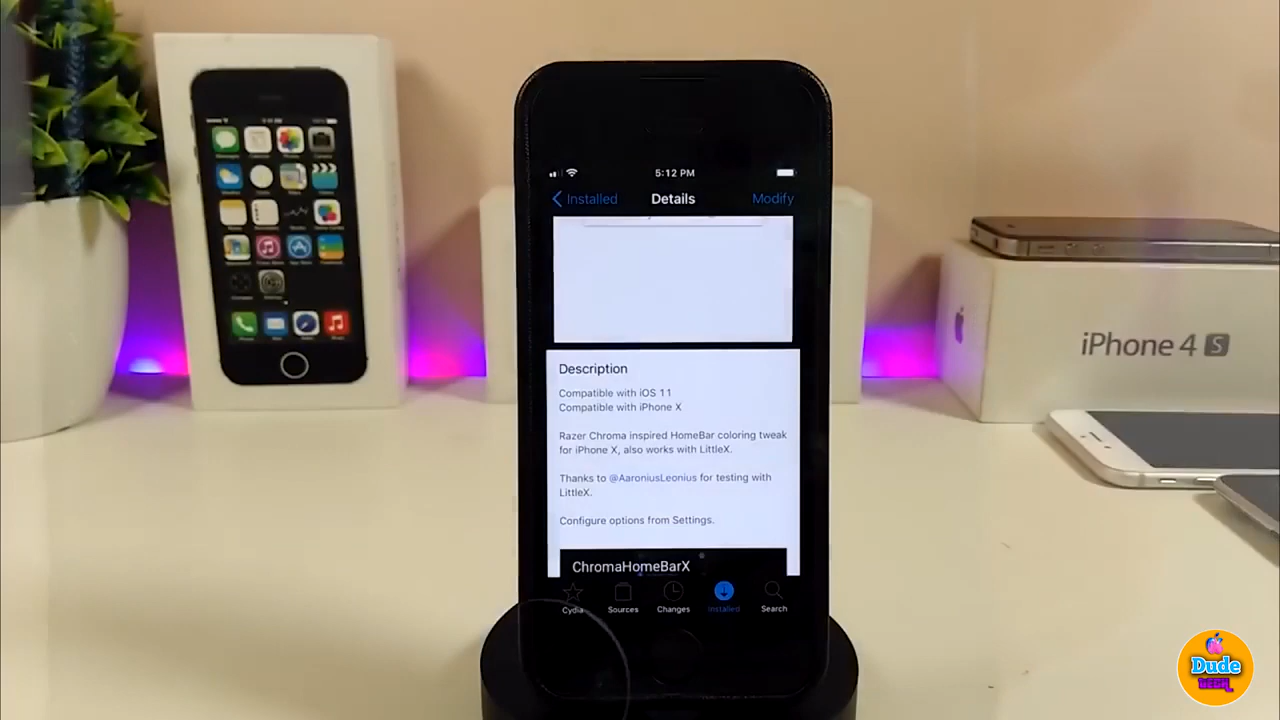 5:12 PM
Installed
Details
Modify
Description
Compatible with iOS 11
Compatible with iPhone X
Razer Chroma inspired HomeBar coloring tweak
for iPhone X, also works with LittleX.
Thanks to @AaroniusLeonius for testing with
LittleX.
Configure options from Settings.
ChromaHomeBarX
Cydia
Sources
Changes
Installed
Search
iPhone 4 S
Dude
GEEK